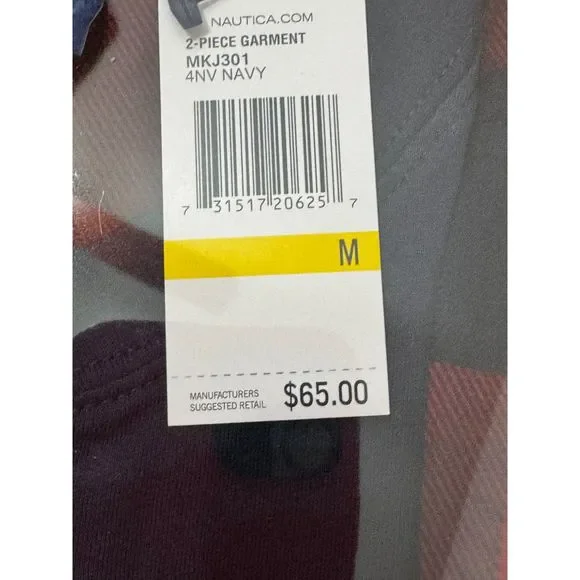 NAUTICA.COM
2-PIECE GARMENT
MKJ301
4NV NAVY
7 31517 20625 7
M
MANUFACTURERS
SUGGESTED RETAIL $65.00